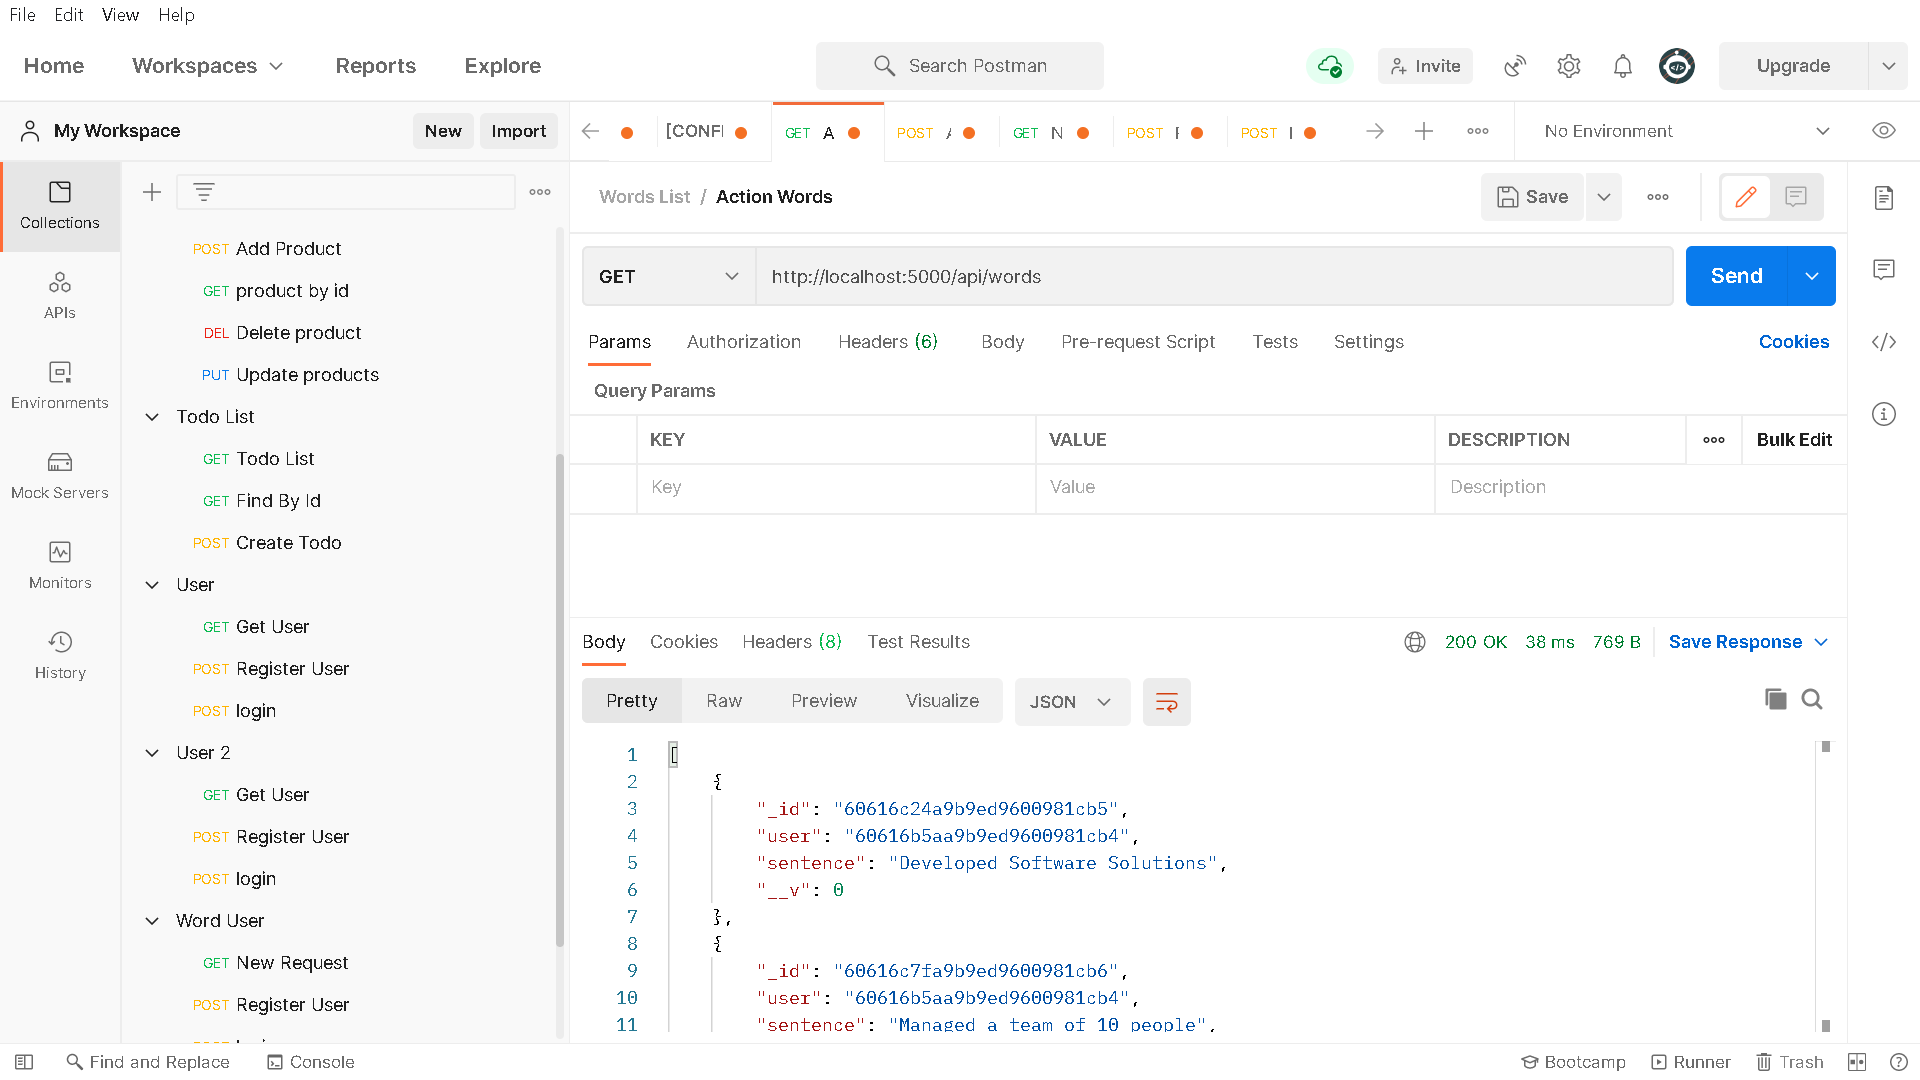 File Edit View Help
Home Workspaces Reports Explore Search Postman Invite Upgrade
My Workspace New Import [CONF GET A POST GET N POST POST No Environment
Collections
APIs
Environments
Mock Servers
Monitors
History
POST Add Product
GET product by id
DEL Delete product
PUT Update products
Todo List
GET Todo List
GET Find By Id
POST Create Todo
User
GET Get User
POST Register User
POST login
User 2
GET Get User
POST Register User
POST login
Word User
GET New Request
POST Register User
Words List / Action Words Save
GET http://localhost:5000/api/words Send
Params Authorization Headers (6) Body Pre-request Script Tests Settings Cookies
Query Params
KEY VALUE DESCRIPTION Bulk Edit
Key Value Description
Body Cookies Headers (8) Test Results 200 OK 38 ms 769 B Save Response
Pretty Raw Preview Visualize JSON
1 [
2 {
3 "_id": "60616c24a9b9ed9600981cb5",
4 "user": "60616b5aa9b9ed9600981cb4",
5 "sentence": "Developed Software Solutions",
6 "__v": 0
7 },
8 {
9 "_id": "60616c7fa9b9ed9600981cb6",
10 "user": "60616b5aa9b9ed9600981cb4",
11 "sentence": "Managed a team of 10 people",
Find and Replace Console Bootcamp Runner Trash